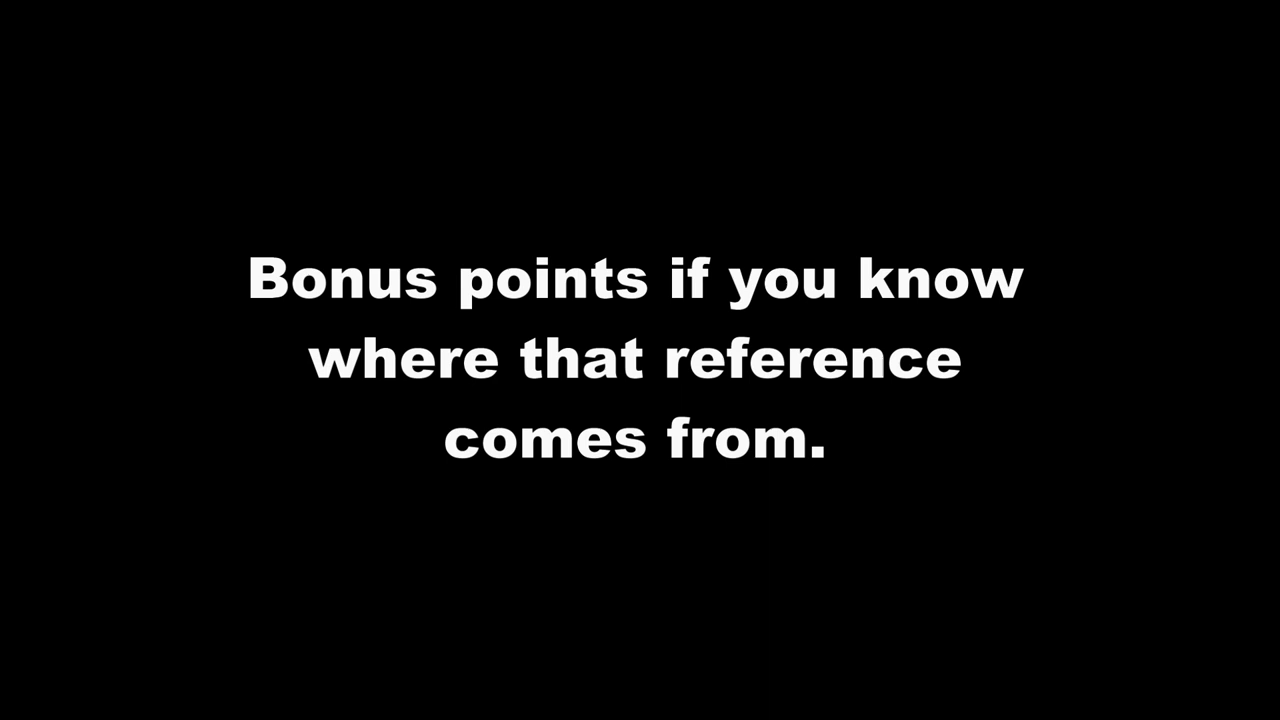 Bonus points if you know
where that reference
comes from.